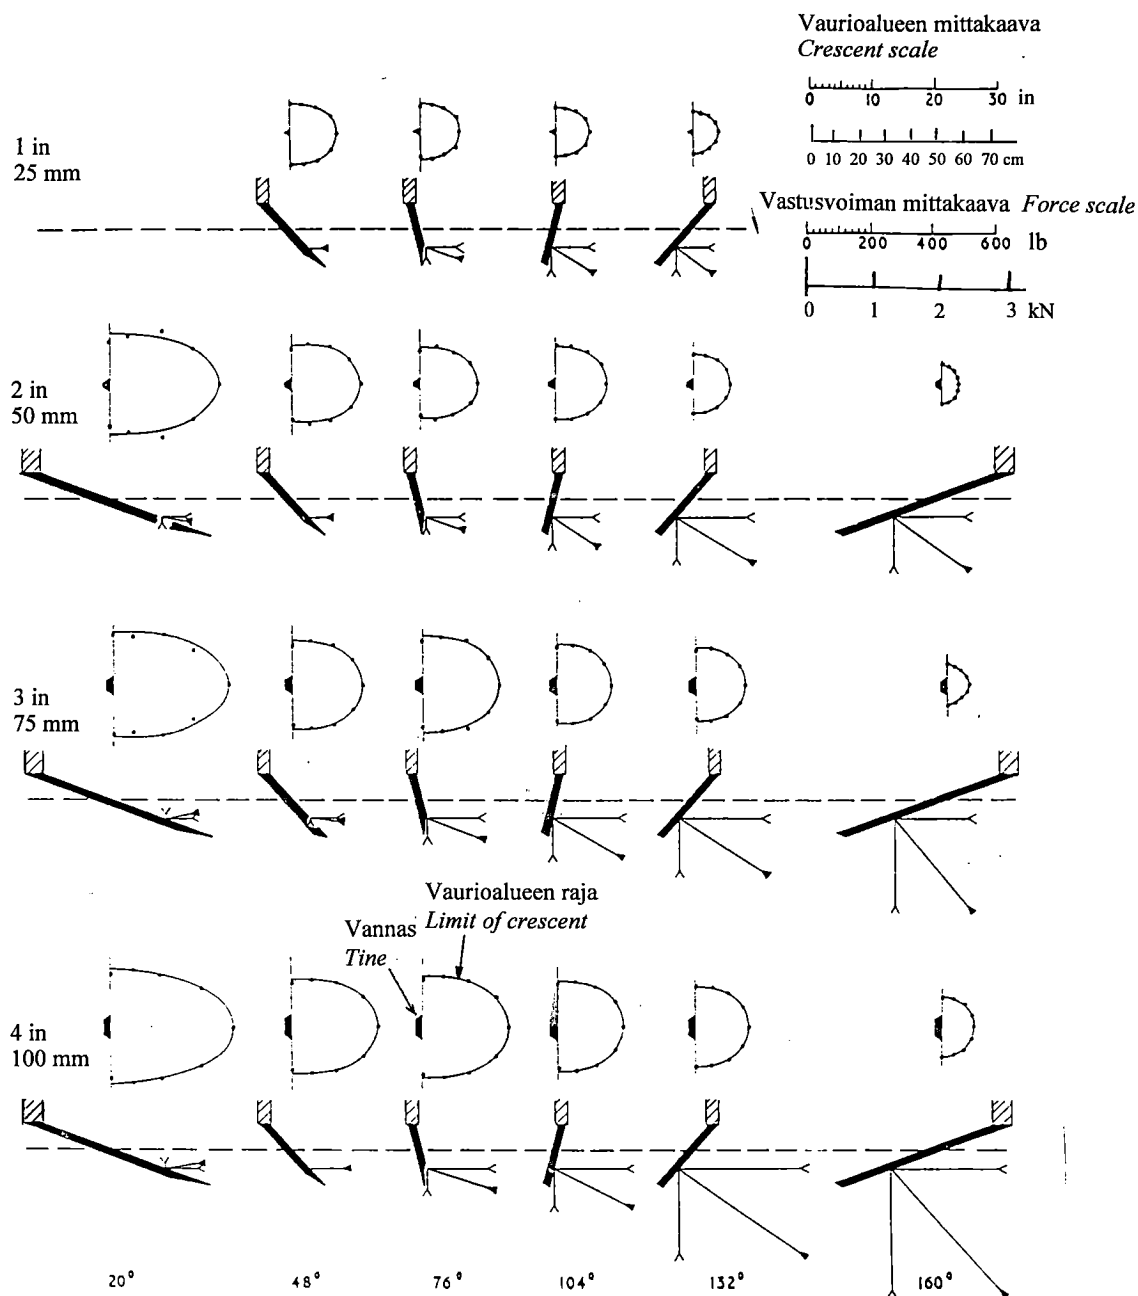 Vaurioalueen mittakaava
Crescent scale
0 10 20 30 in
0 10 20 30 40 50 60 70 cm
1 in
25 mm
Vastusvoiman mittakaava Force scale
0 200 400 600 lb
0 1 2 3 kN
2 in
50 mm
3 in
75 mm
Vaurioalueen raja
Limit of crescent
Vannas
Tine
4 in
100 mm
20° 48° 76° 104° 132° 160°